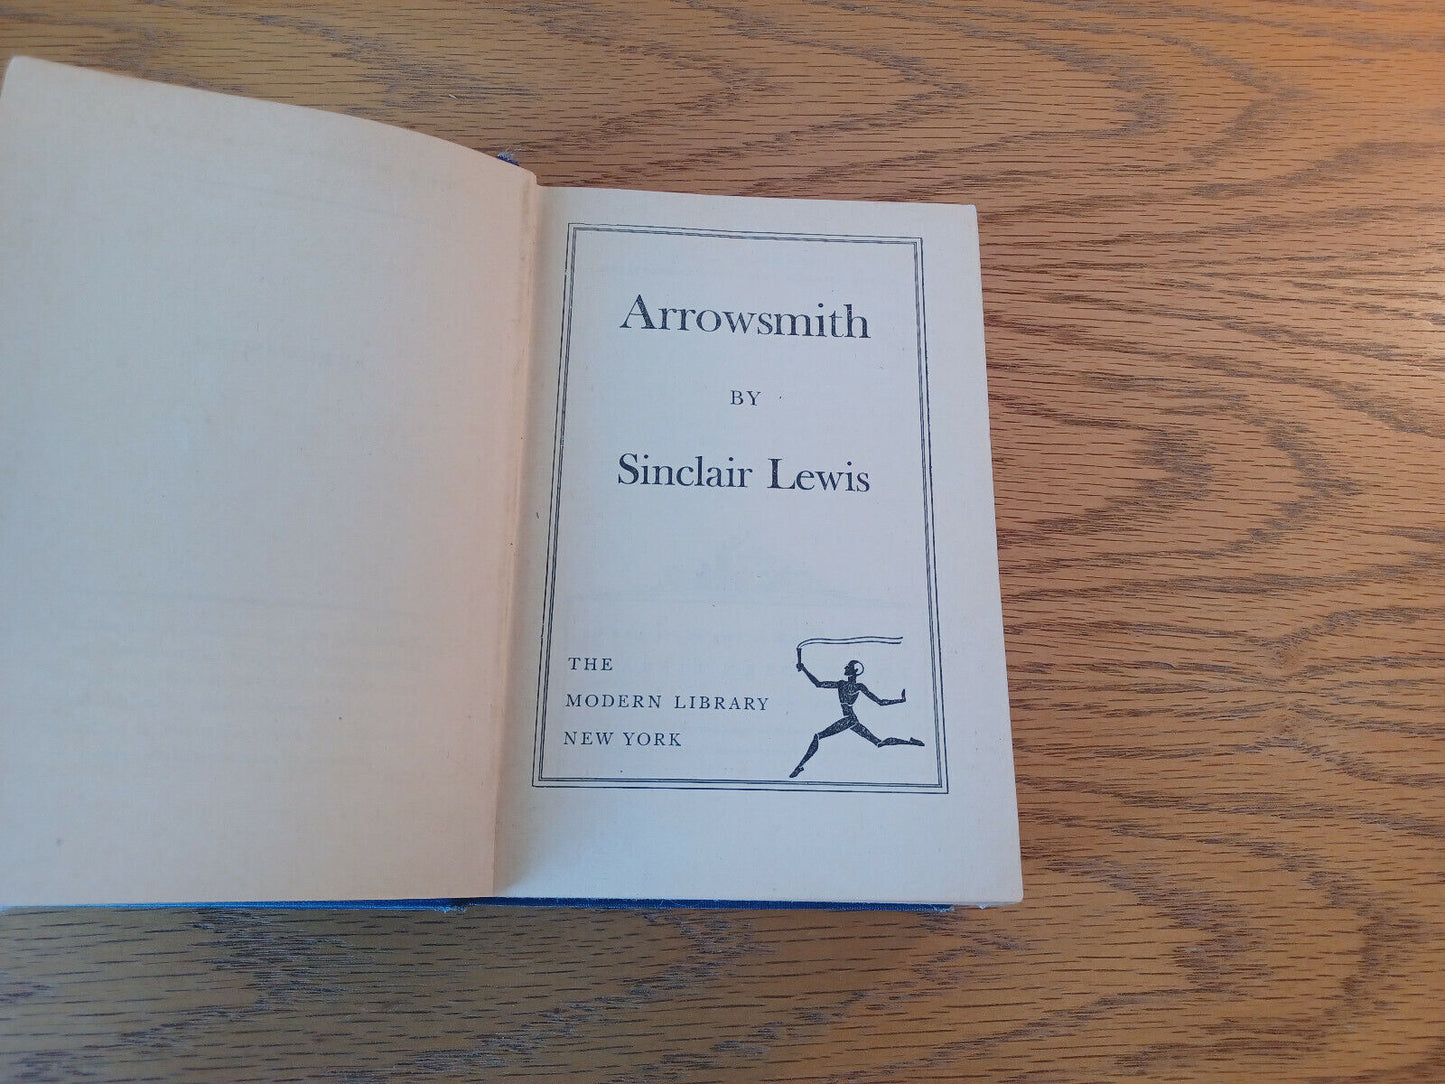 Arrowsmith
BY
Sinclair Lewis
THE
MODERN LIBRARY
NEW YORK